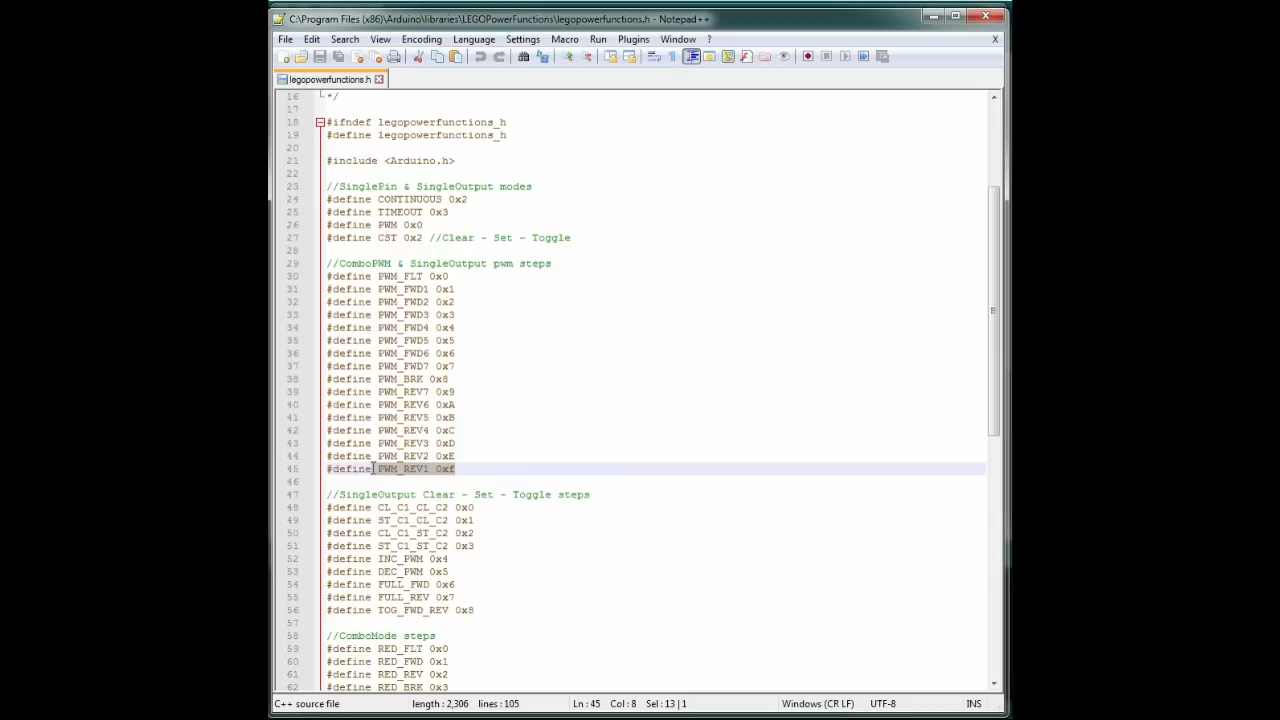 C:\Program Files (x86)\Arduino\libraries\LEGOPowerFunctions\legopowerfunctions.h - Notepad++
File Edit Search View Encoding Language Settings Macro Run Plugins Window ? X
legopowerfunctions.h
16 */
17
18 #ifndef legopowerfunctions_h
19 #define legopowerfunctions_h
20
21 #include <Arduino.h>
22
23 //SinglePin & SingleOutput modes
24 #define CONTINUOUS 0x2
25 #define TIMEOUT 0x3
26 #define PWM 0x0
27 #define CST 0x2 //Clear - Set - Toggle
28
29 //ComboPWM & SingleOutput pwm steps
30 #define PWM_FLT 0x0
31 #define PWM_FWD1 0x1
32 #define PWM_FWD2 0x2
33 #define PWM_FWD3 0x3
34 #define PWM_FWD4 0x4
35 #define PWM_FWD5 0x5
36 #define PWM_FWD6 0x6
37 #define PWM_FWD7 0x7
38 #define PWM_BRK 0x8
39 #define PWM_REV7 0x9
40 #define PWM_REV6 0xA
41 #define PWM_REV5 0xB
42 #define PWM_REV4 0xC
43 #define PWM_REV3 0xD
44 #define PWM_REV2 0xE
45 #define PWM_REV1 0xf
46
47 //SingleOutput Clear - Set - Toggle steps
48 #define CL_C1_CL_C2 0x0
49 #define ST_C1_CL_C2 0x1
50 #define CL_C1_ST_C2 0x2
51 #define ST_C1_ST_C2 0x3
52 #define INC_PWM 0x4
53 #define DEC_PWM 0x5
54 #define FULL_FWD 0x6
55 #define FULL_REV 0x7
56 #define TOG_FWD_REV 0x8
57
58 //ComboMode steps
59 #define RED_FLT 0x0
60 #define RED_FWD 0x1
61 #define RED_REV 0x2
62 #define RED_BRK 0x3
C++ source file length : 2,306 lines : 105 Ln : 45 Col : 8 Sel : 13 | 1 Windows (CR LF) UTF-8 INS